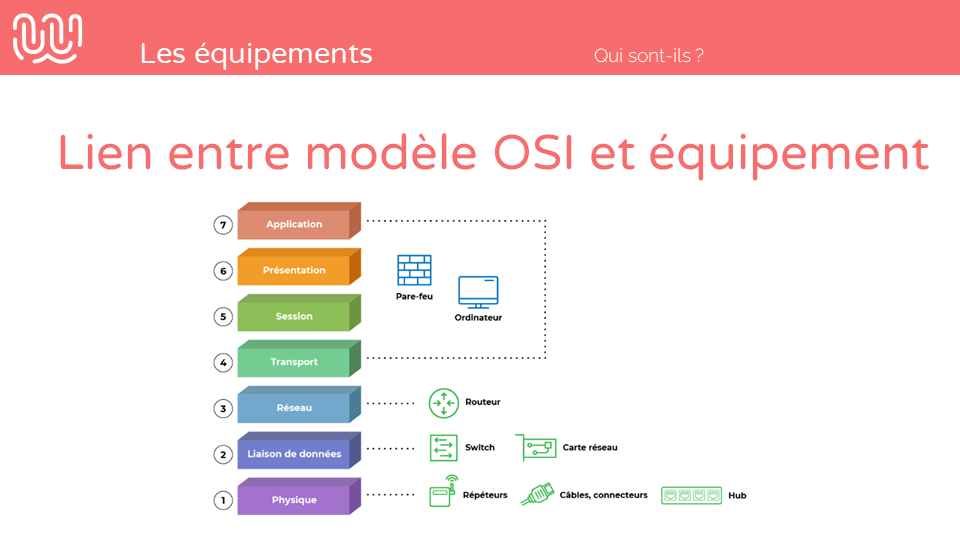 Les équipements
Qui sont-ils ?
Lien entre modèle OSI et équipement
7 Application
6 Présentation
Pare-feu
Ordinateur
5 Session
4 Transport
3 Réseau Routeur
2 Liaison de données Switch Carte réseau
1 Physique Répéteurs Câbles, connecteurs Hub